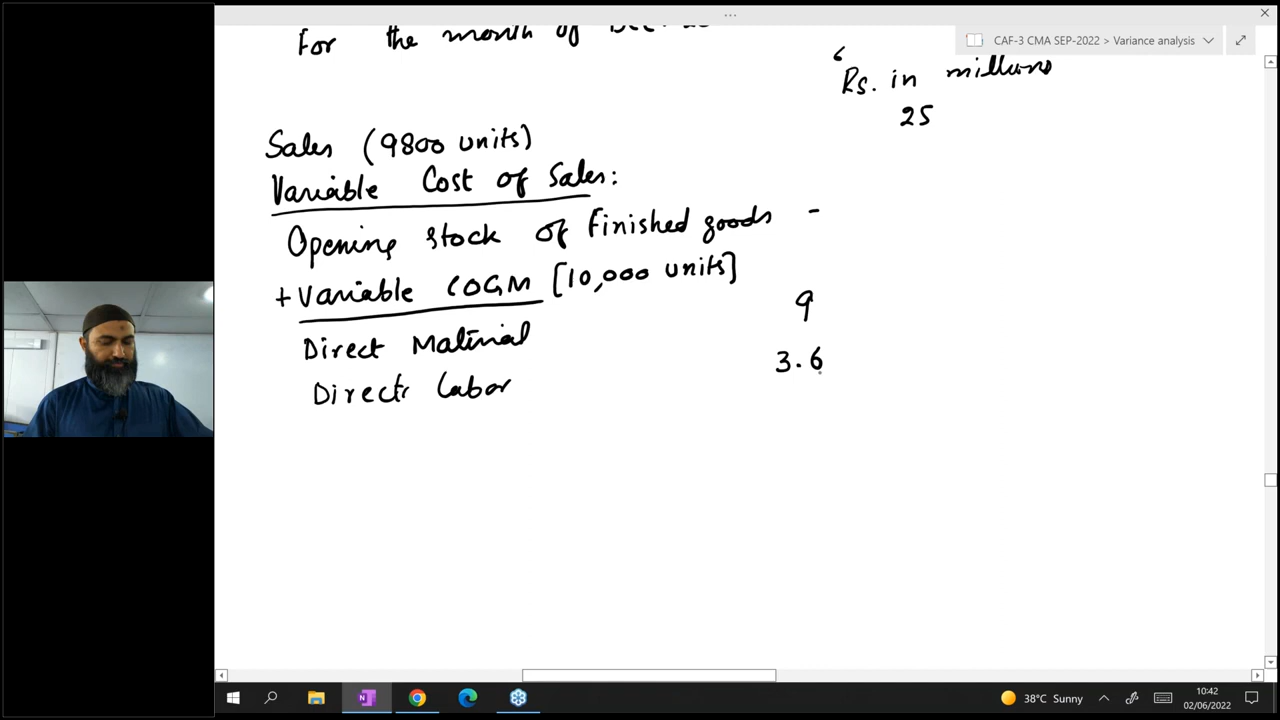 For the month of
CAF-3 CMA SEP-2022 > Variance analysis
Rs. in millions
25
Sales (9800 units)
Variable Cost of Sales:
Opening stock of Finished goods -
+ Variable COGM [10,000 units]
Direct Material 9
Direct Labor 3.6
38°C Sunny
10:42
02/06/2022